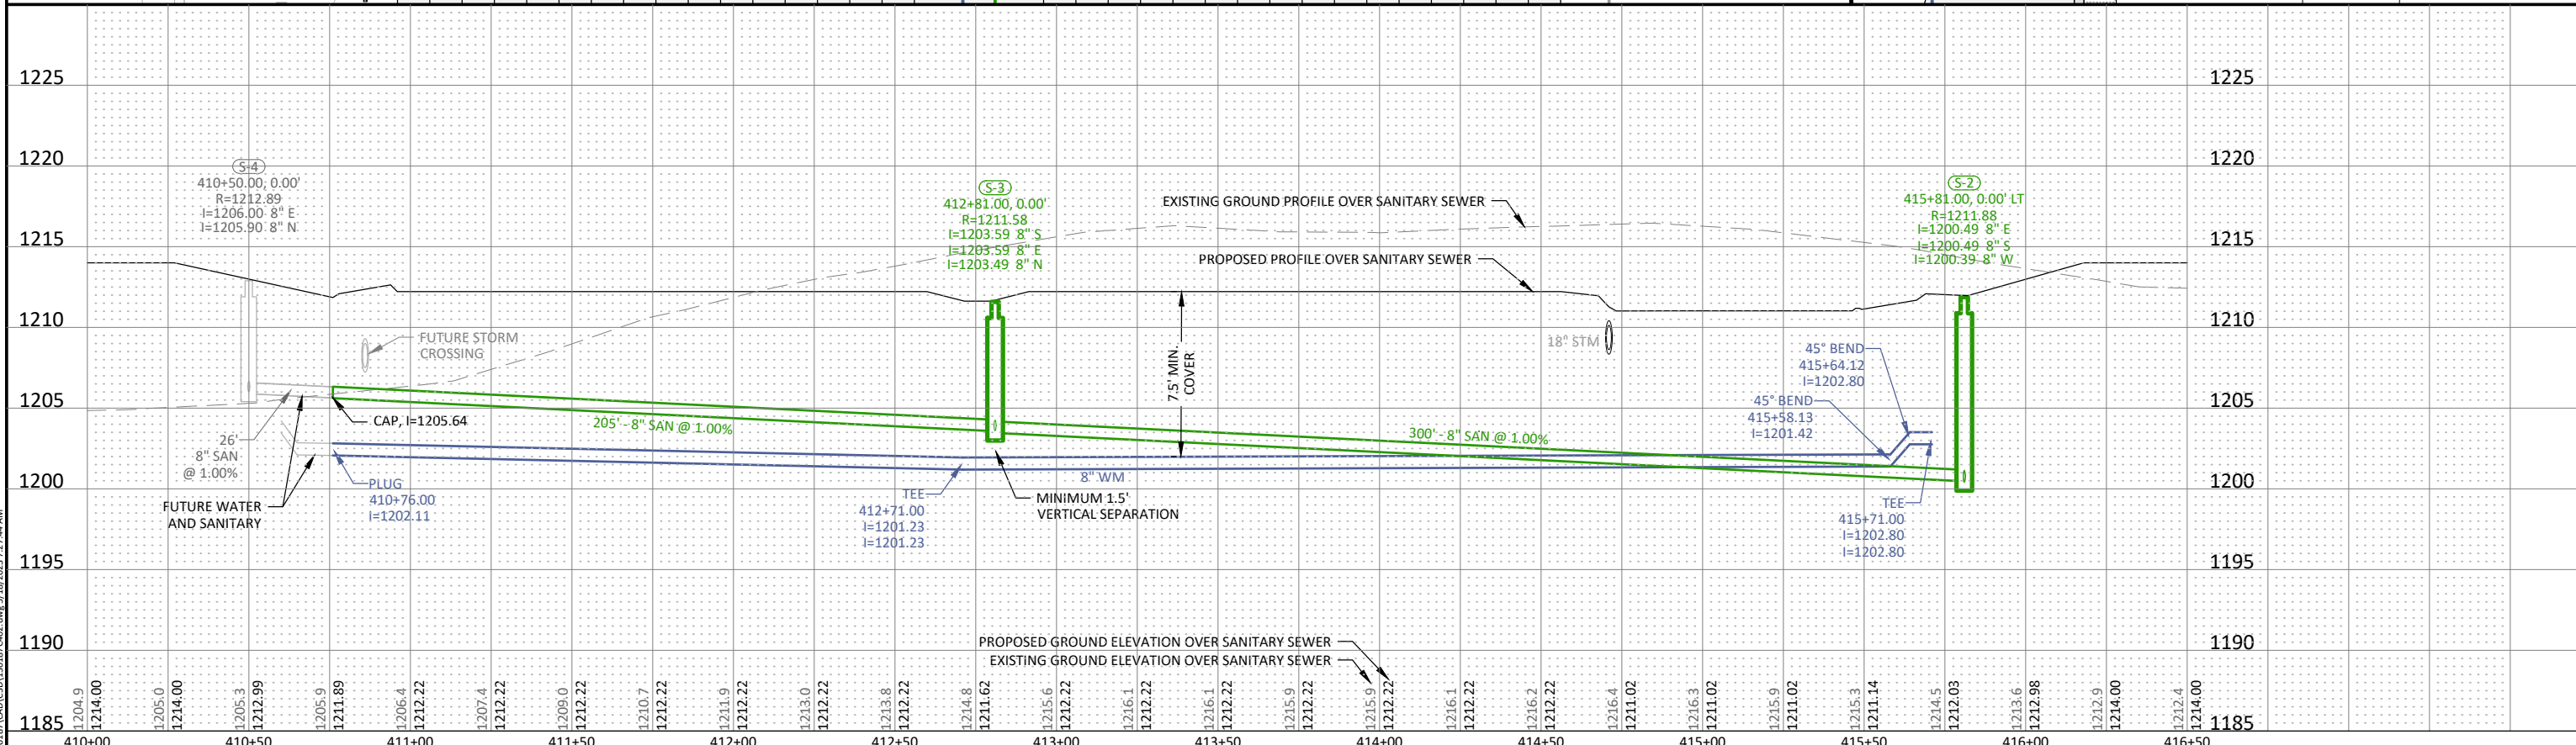 1225
1225
1220
1220
1215
1215
1210
1210
1205
1205
1200
1200
1195
1195
1190
1190
1185
1185
S-4
410+50.00, 0.00'
R=1212.89
I=1206.00 8" E
I=1205.90 8" N
S-3
412+81.00, 0.00'
R=1211.58
I=1203.59 8" S
I=1203.59 8" E
I=1203.49 8" N
EXISTING GROUND PROFILE OVER SANITARY SEWER
PROPOSED PROFILE OVER SANITARY SEWER
S-2
415+81.00, 0.00' LT
R=1211.88
I=1200.49 8" E
I=1200.49 8" S
I=1200.39 8" W
FUTURE STORM
CROSSING
7.5' MIN.
COVER
18" STM
45° BEND
415+64.12
I=1202.80
45° BEND
415+58.13
I=1201.42
CAP, I=1205.64
205' - 8" SAN @ 1.00%
300' - 8" SAN @ 1.00%
26'
8" SAN
@ 1.00%
FUTURE WATER
AND SANITARY
PLUG
410+76.00
I=1202.11
8" WM
TEE
412+71.00
I=1201.23
I=1201.23
MINIMUM 1.5'
VERTICAL SEPARATION
TEE
415+71.00
I=1202.80
I=1202.80
PROPOSED GROUND ELEVATION OVER SANITARY SEWER
EXISTING GROUND ELEVATION OVER SANITARY SEWER
1204.9
1214.00
1205.0
1214.00
1205.3
1212.99
1205.9
1211.89
1206.4
1212.22
1207.4
1212.22
1209.0
1212.22
1210.7
1212.22
1211.9
1212.22
1213.0
1212.22
1213.8
1212.22
1214.8
1211.62
1215.6
1212.22
1216.1
1212.22
1216.1
1212.22
1215.9
1212.22
1215.9
1212.22
1216.1
1212.22
1216.2
1212.22
1216.4
1211.02
1216.3
1211.02
1215.9
1211.02
1215.3
1211.14
1214.5
1212.03
1213.6
1212.98
1212.9
1214.00
1212.4
1214.00
410+00
410+50
411+00
411+50
412+00
412+50
413+00
413+50
414+00
414+50
415+00
415+50
416+00
416+50